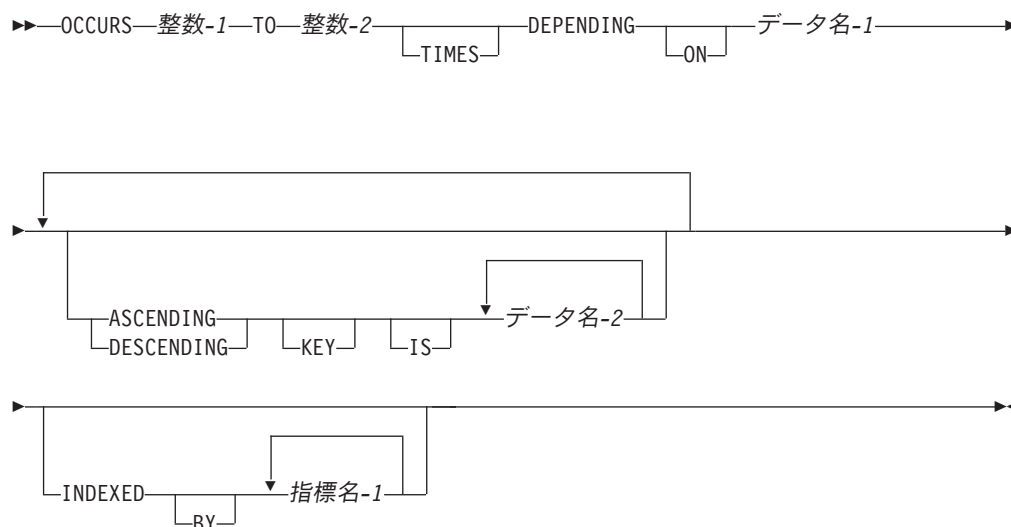 OCCURS 整数-1 TO 整数-2 DEPENDING データ名-1
TIMES ON
ASCENDING データ名-2
DESCENDING KEY IS
INDEXED 指標名-1
BY